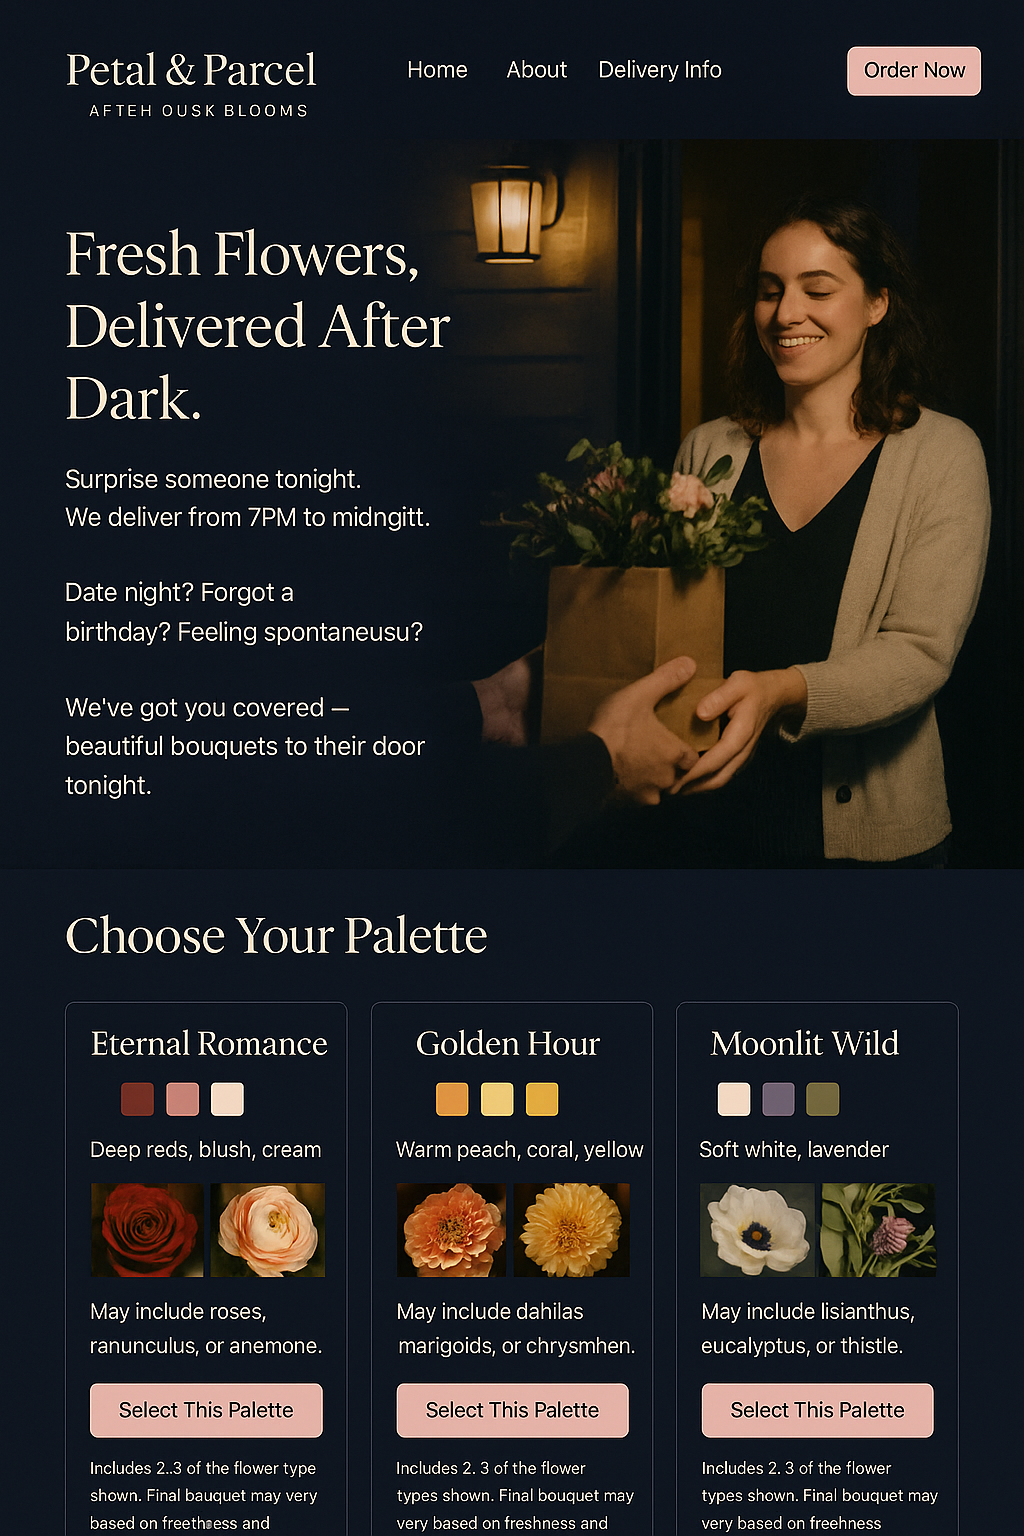 Petal & Parcel
AFTEH OUSK BLOOMS
Home About Delivery Info
Order Now
Fresh Flowers,
Delivered After
Dark.
Surprise someone tonight.
We deliver from 7PM to midngitt.
Date night? Forgot a
birthday? Feeling spontaneusu?
We've got you covered —
beautiful bouquets to their door
tonight.
Choose Your Palette
Eternal Romance
Deep reds, blush, cream
May include roses,
ranunculus, or anemone.
Select This Palette
Includes 2..3 of the flower type
shown. Final bauquet may very
based on freethess and
Golden Hour
Warm peach, coral, yellow
May include dahilas
marigoids, or chrysmhen.
Select This Palette
Includes 2. 3 of the flower
types shown. Final bouquet may
very based on freshness and
Moonlit Wild
Soft white, lavender
May include lisianthus,
eucalyptus, or thistle.
Select This Palette
Includes 2. 3 of the flower
types shown. Final bouquet may
very based on freehness